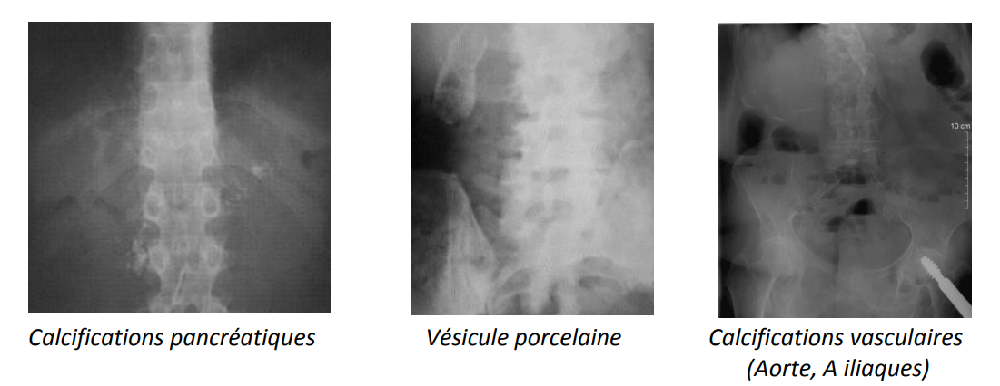 10 cm
Calcifications pancréatiques
Vésicule porcelaine
Calcifications vasculaires
(Aorte, A iliaques)